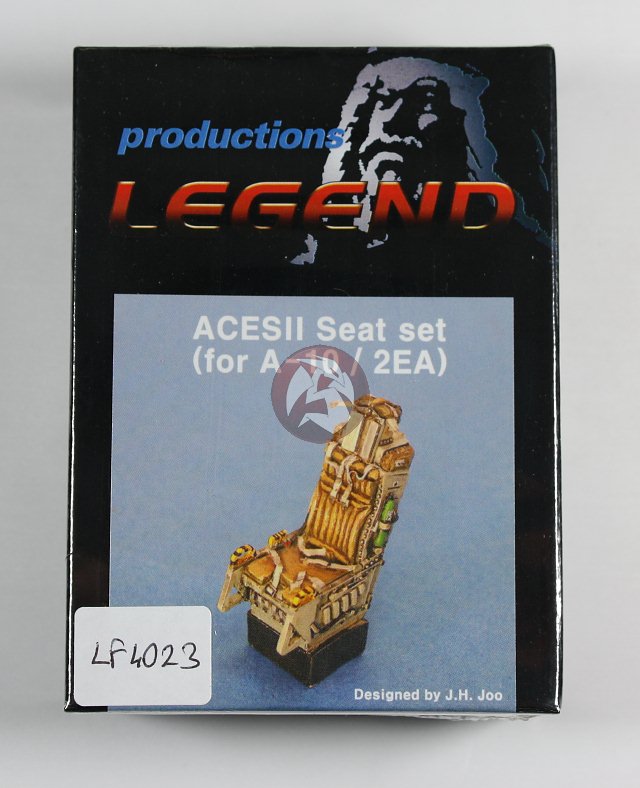 productions
LEGEND
ACESII Seat set
(for A-10 / 2EA)
LF4023
Designed by J.H. Joo